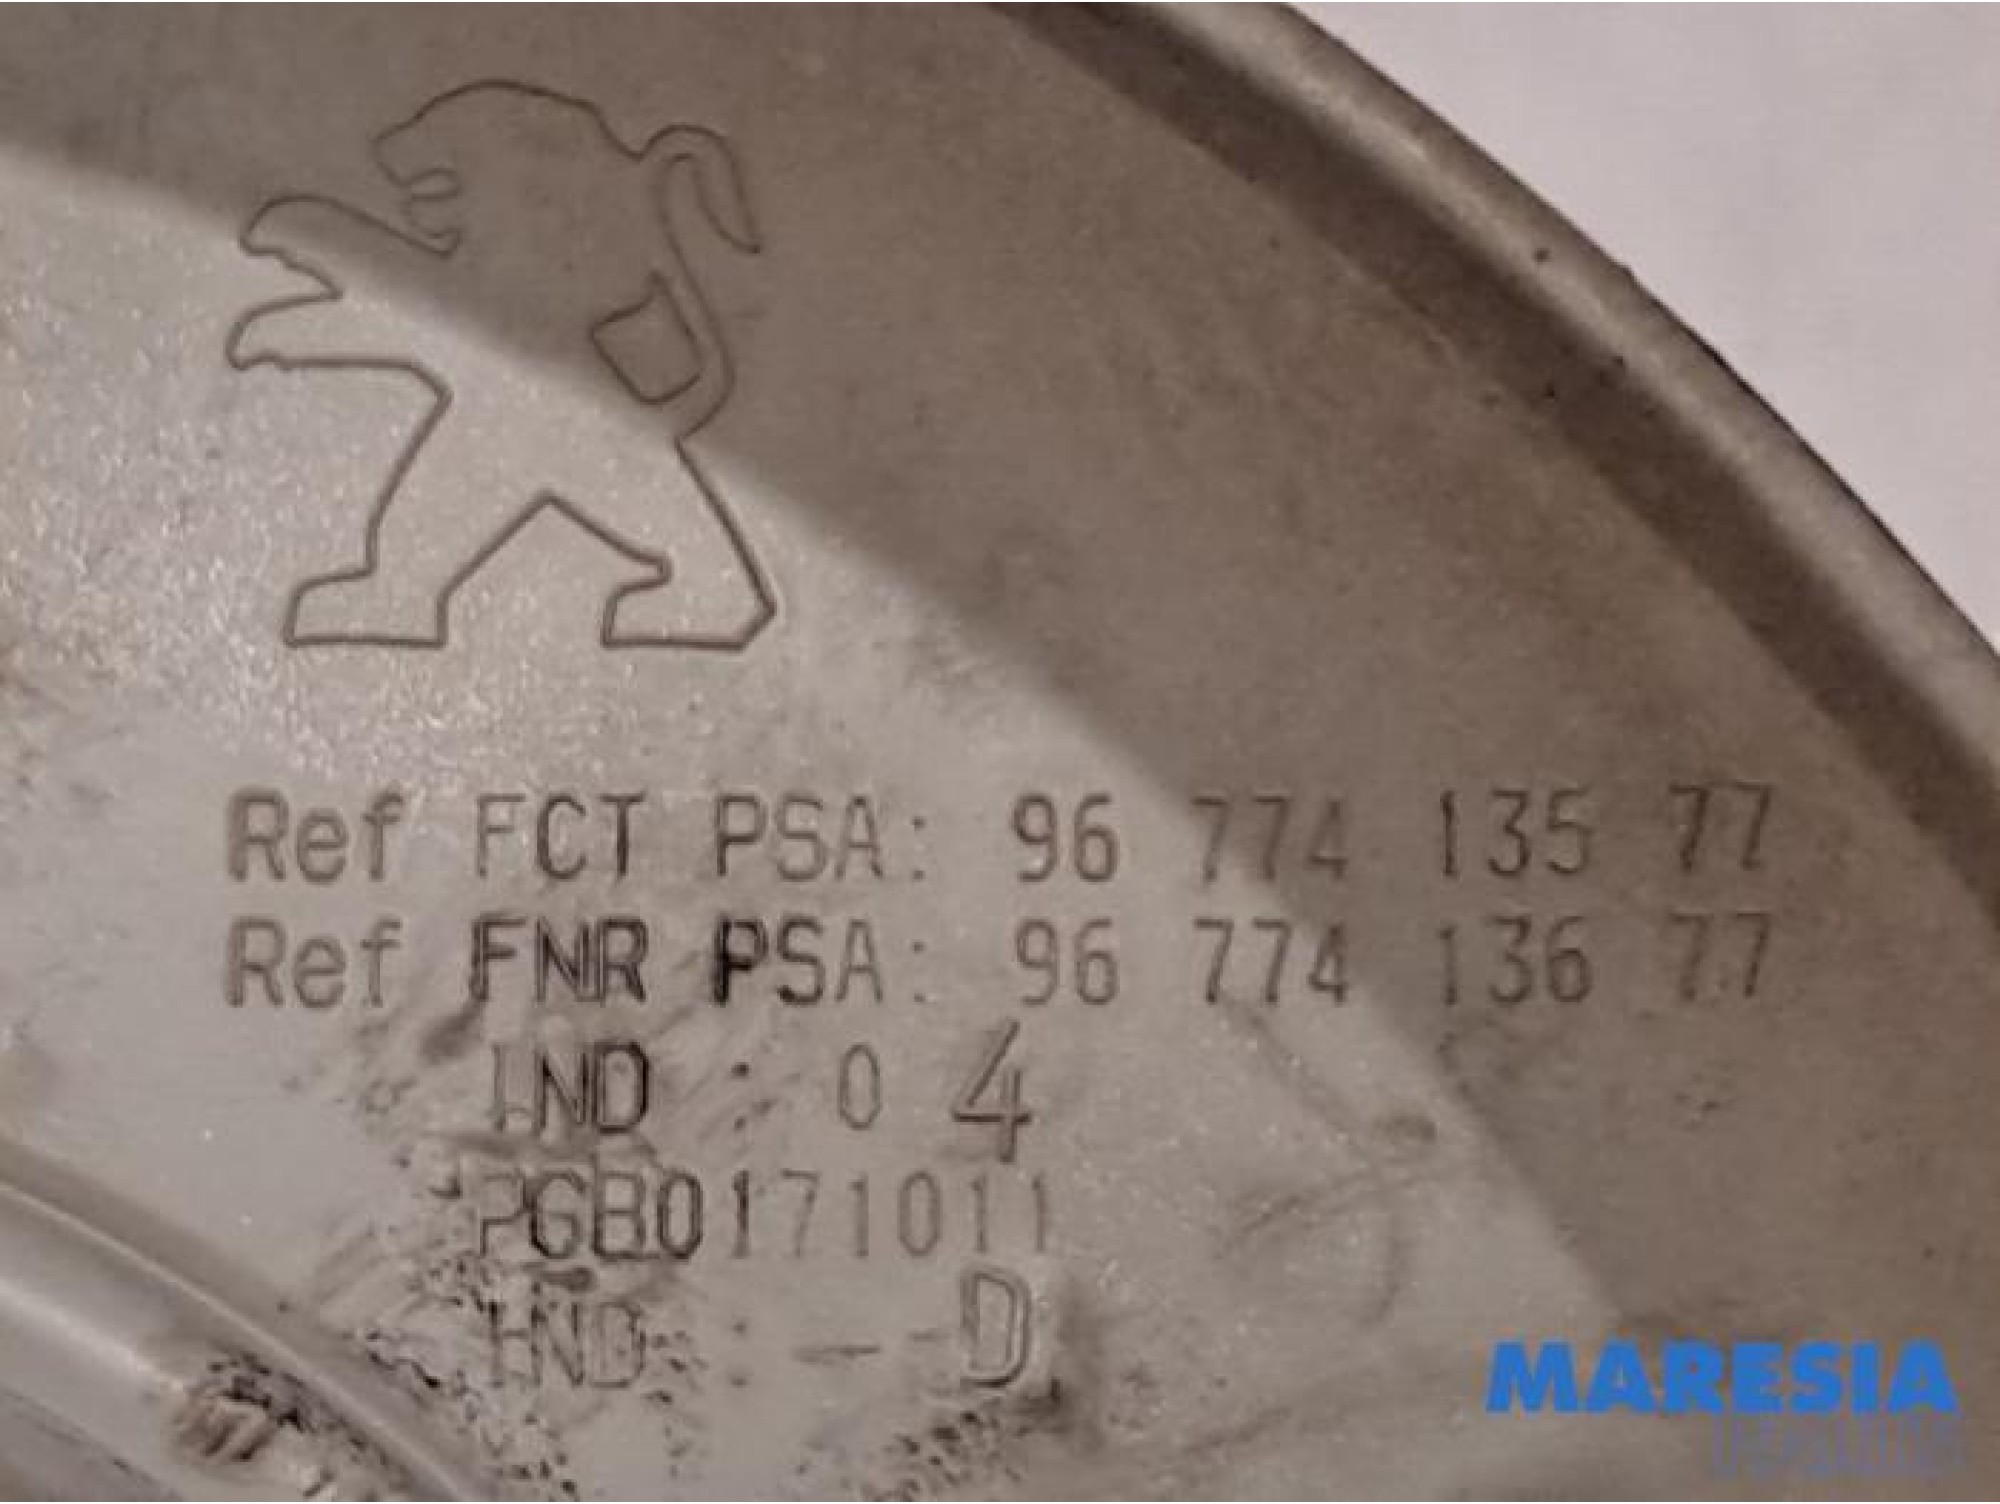 Ref FCT PSA: 96 774 135 77
Ref FNR PSA: 96 774 136 77
IND : 0 4
PGB0171011
IND : - D
MARESIA